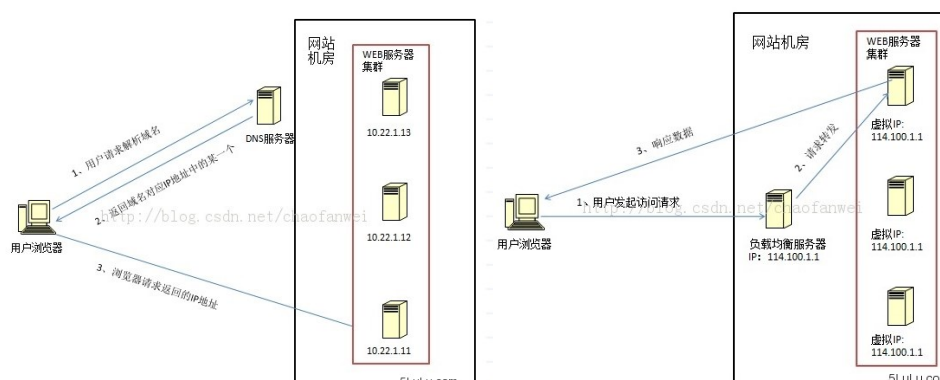 网站
机房
WEB服务器
集群
10.22.1.13
DNS服务器
1、用户请求解析域名
2、返回域名对应IP地址中的某一个
http://blog.csdn.net/chaofanwei
用户浏览器
10.22.1.12
3、浏览器请求返回的IP地址
10.22.1.11
5LuLu.com
网站机房
WEB服务器
集群
虚拟IP:
114.100.1.1
3、响应数据
2、请求转发
1、用户发起访问请求
http://blog.csdn.net/chaofanwei
用户浏览器
负载均衡服务器
IP：114.100.1.1
虚拟IP:
114.100.1.1
虚拟IP:
114.100.1.1
5LuLu.co